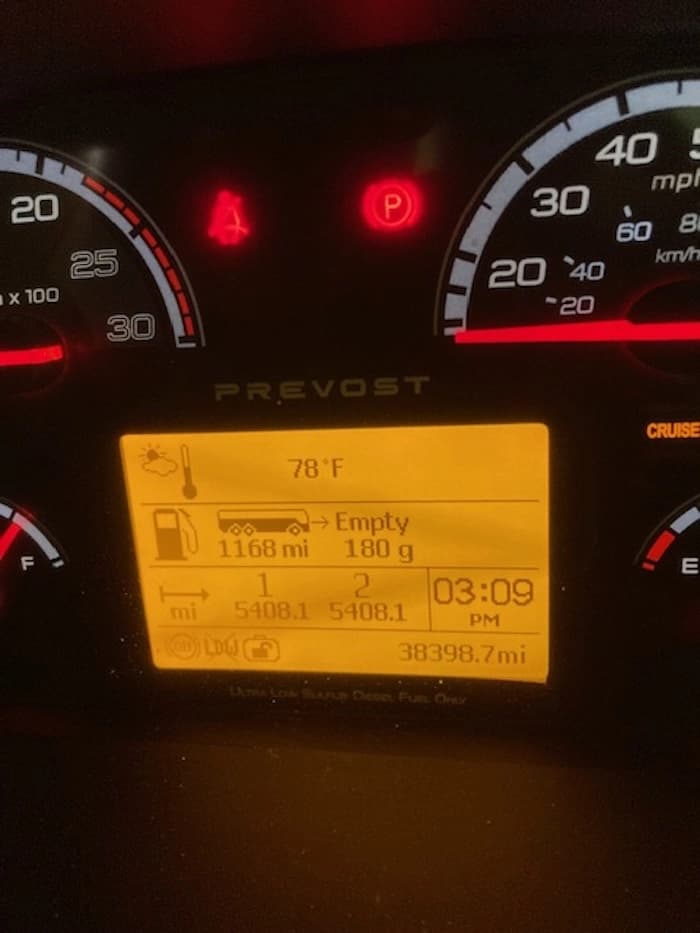 20
25
x 100
30
P
40
mph
30
60
km/h
20
40
20
PREVOST
CRUISE
78°F
→ Empty
1168 mi 180 g
F
E
1 2
mi 5408.1 5408.1
03:09
PM
LDW
38398.7mi
ULTRA LOW SULFUR DIESEL FUEL ONLY